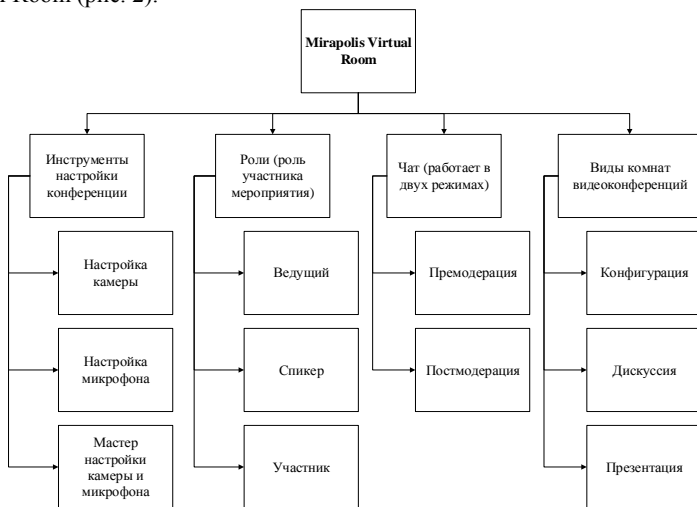 Room (рис. 2).
Mirapolis Virtual
Room
Инструменты
настройки
конференции
Роли (роль
участника
мероприятия)
Чат (работает в
двух режимах)
Виды комнат
видеоконференций
Настройка
камеры
Ведущий
Премодерация
Конфигурация
Настройка
микрофона
Спикер
Постмодерация
Дискуссия
Мастер
настройки
камеры и
микрофона
Участник
Презентация